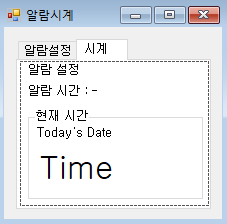 알람시계
알람설정 시계
알람 설정
알람 시간 : -
현재 시간
Today's Date
Time